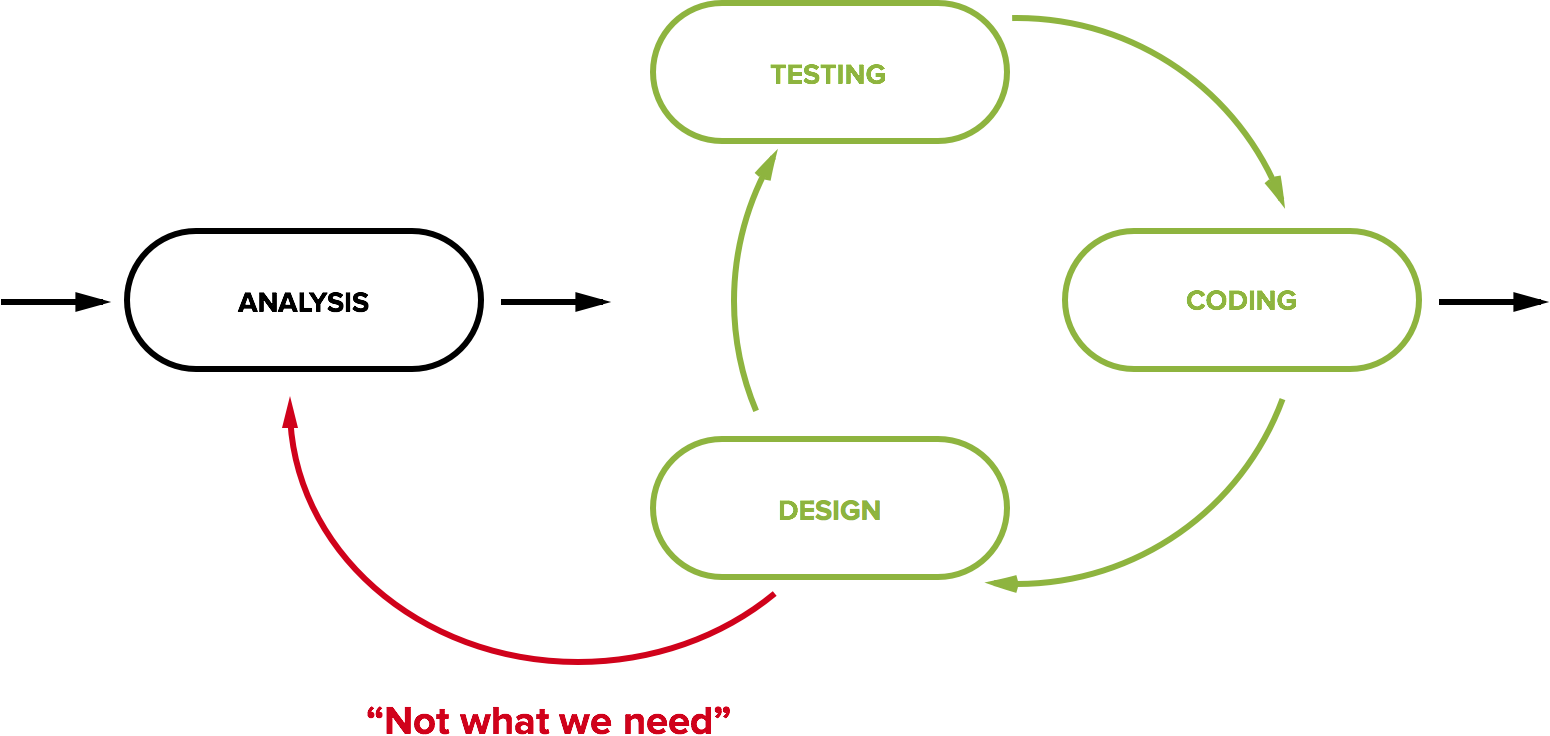 TESTING
ANALYSIS
CODING
DESIGN
“Not what we need”